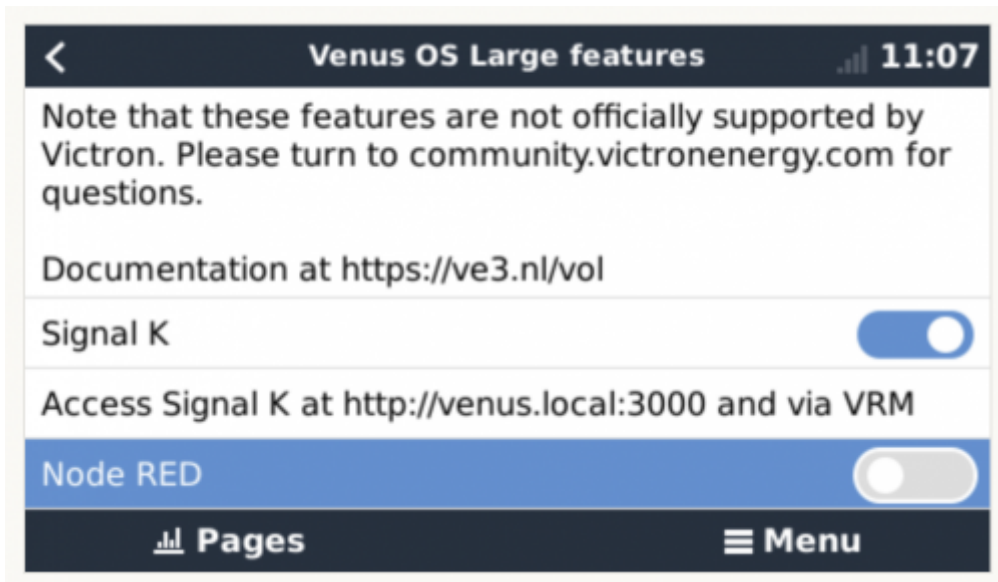 Venus OS Large features
11:07
Note that these features are not officially supported by
Victron. Please turn to community.victronenergy.com for
questions.
Documentation at https://ve3.nl/vol
Signal K
Access Signal K at http://venus.local:3000 and via VRM
Node RED
Pages
Menu